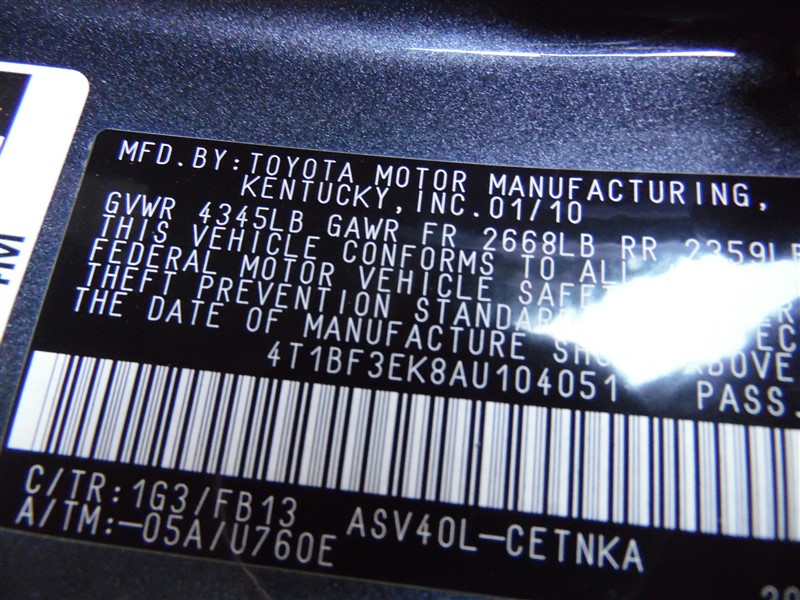 MFD.BY:TOYOTA MOTOR MANUFACTURING,
KENTUCKY,INC.01/10
GVWR 4345LB GAWR FR 2668LB RR 2359LB
THIS VEHICLE CONFORMS TO ALL
FEDERAL MOTOR VEHICLE
THEFT PREVENTION
THE DATE OF MANUFACTURE
4T1BF3EK8AU104051 PASS.
C/TR:1G3/FB13
A/TM:-05A/U760E ASV40L-CETNKA